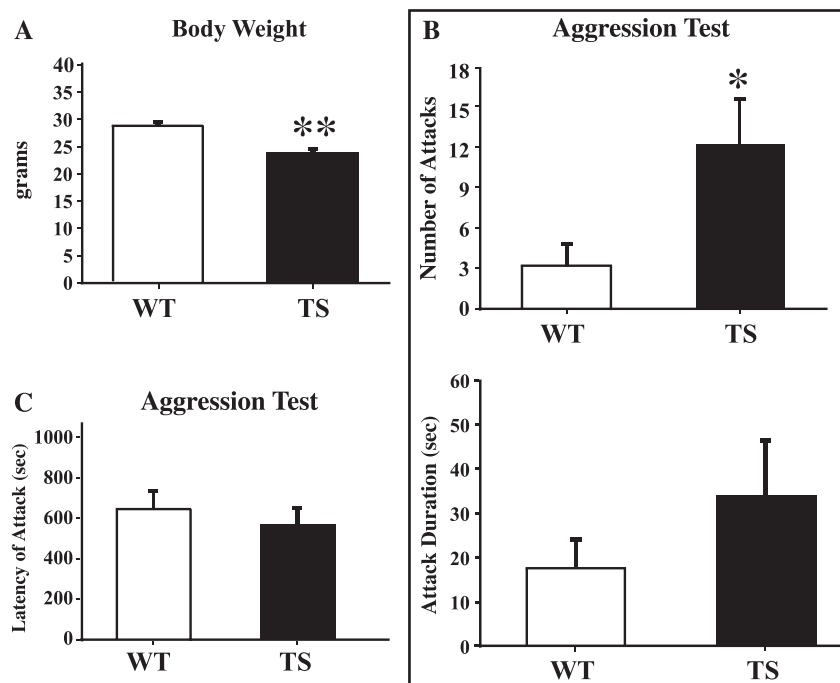 A
Body Weight
grams
40
35
30
25
20
15
10
5
0
**
WT
TS
B
Aggression Test
Number of Attacks
18
15
12
9
6
3
0
*
WT
TS
Attack Duration (sec)
60
50
40
30
20
10
0
WT
TS
C
Aggression Test
Latency of Attack (sec)
1000
800
600
400
200
0
WT
TS